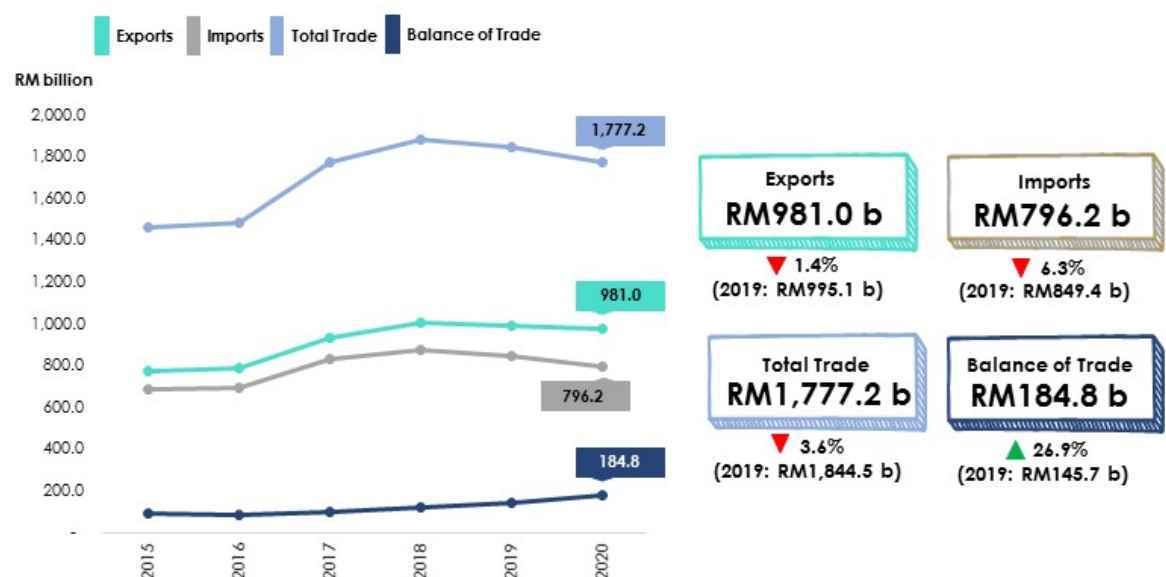 Exports Imports Total Trade Balance of Trade
RM billion
2,000.0
1,800.0
1,600.0
1,400.0
1,200.0
1,000.0
800.0
600.0
400.0
200.0
-
1,777.2
981.0
796.2
184.8
2015 2016 2017 2018 2019 2020
Exports
RM981.0 b
1.4%
(2019: RM995.1 b)
Imports
RM796.2 b
6.3%
(2019: RM849.4 b)
Total Trade
RM1,777.2 b
3.6%
(2019: RM1,844.5 b)
Balance of Trade
RM184.8 b
26.9%
(2019: RM145.7 b)